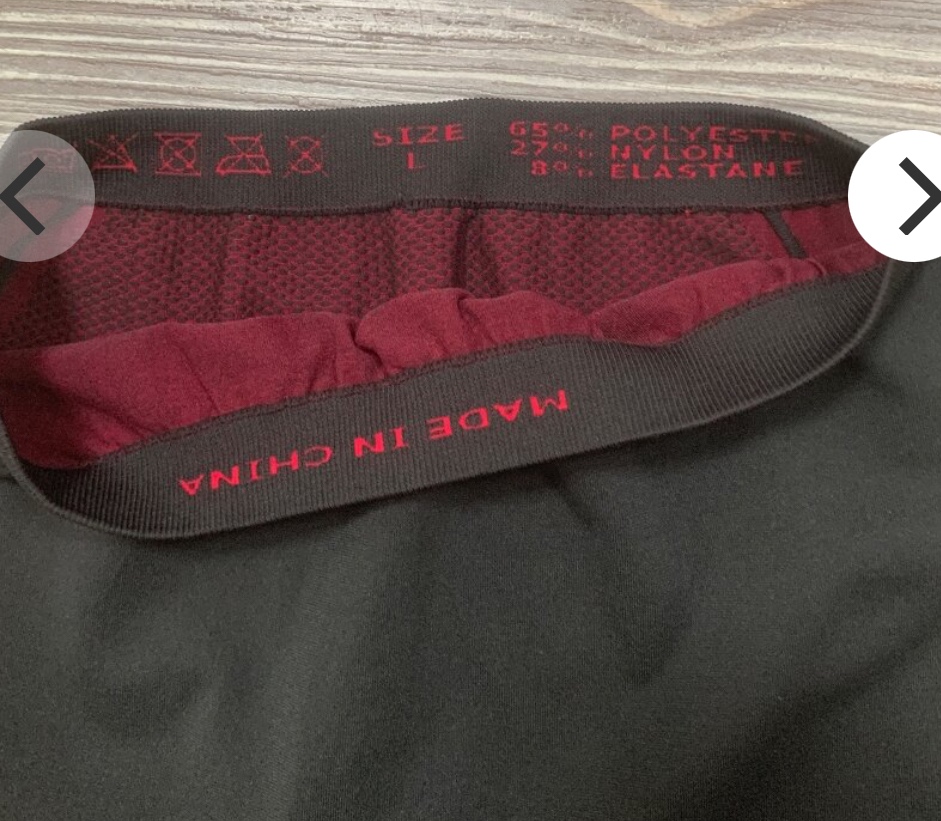 SIZE
L
65% POLYESTER
27% NYLON
8% ELASTANE
MADE IN CHINA